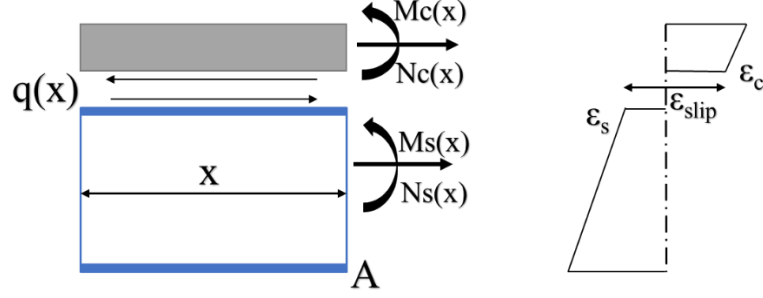 Mc(x)
Nc(x)
q(x)
Ms(x)
Ns(x)
x
A
εc
εslip
εs